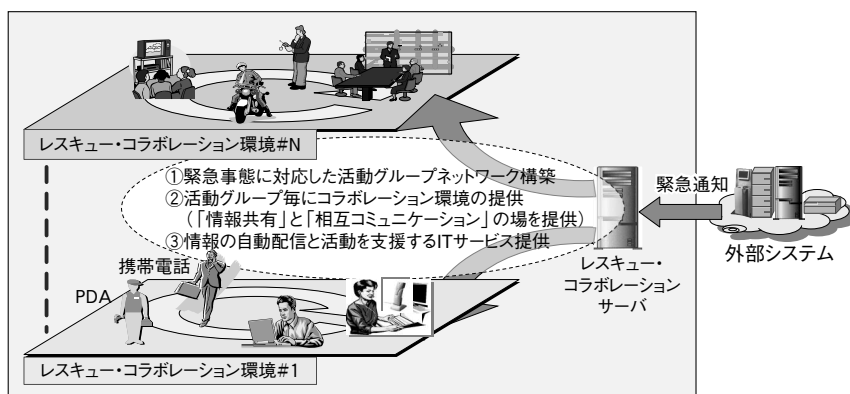 レスキュー・コラボレーション環境#N
①緊急事態に対応した活動グループネットワーク構築
②活動グループ毎にコラボレーション環境の提供
（「情報共有」と「相互コミュニケーション」の場を提供）
③情報の自動配信と活動を支援するITサービス提供
緊急通知
外部システム
レスキュー・
コラボレーション
サーバ
携帯電話
PDA
レスキュー・コラボレーション環境#1